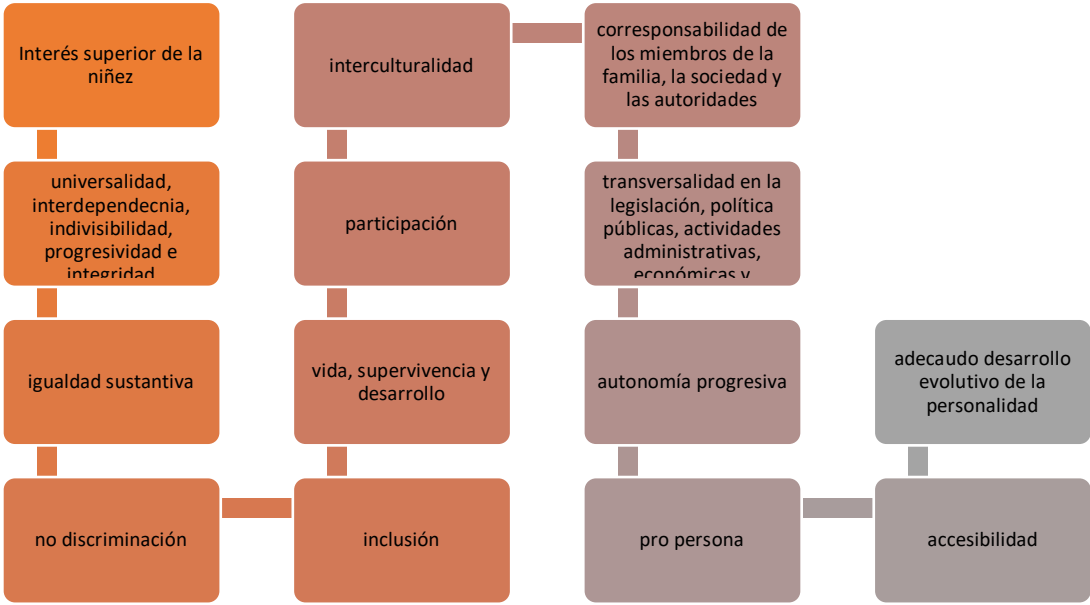 Interés superior de la
niñez
universalidad,
interdependecnia,
indivisibilidad,
progresividad e
integridad
igualdad sustantiva
no discriminación
inclusión
vida, supervivencia y
desarrollo
participación
interculturalidad
corresponsabilidad de
los miembros de la
familia, la sociedad y
las autoridades
transversalidad en la
legislación, política
públicas, actividades
administrativas,
económicas y
autonomía progresiva
pro persona
accesibilidad
adecaudo desarrollo
evolutivo de la
personalidad